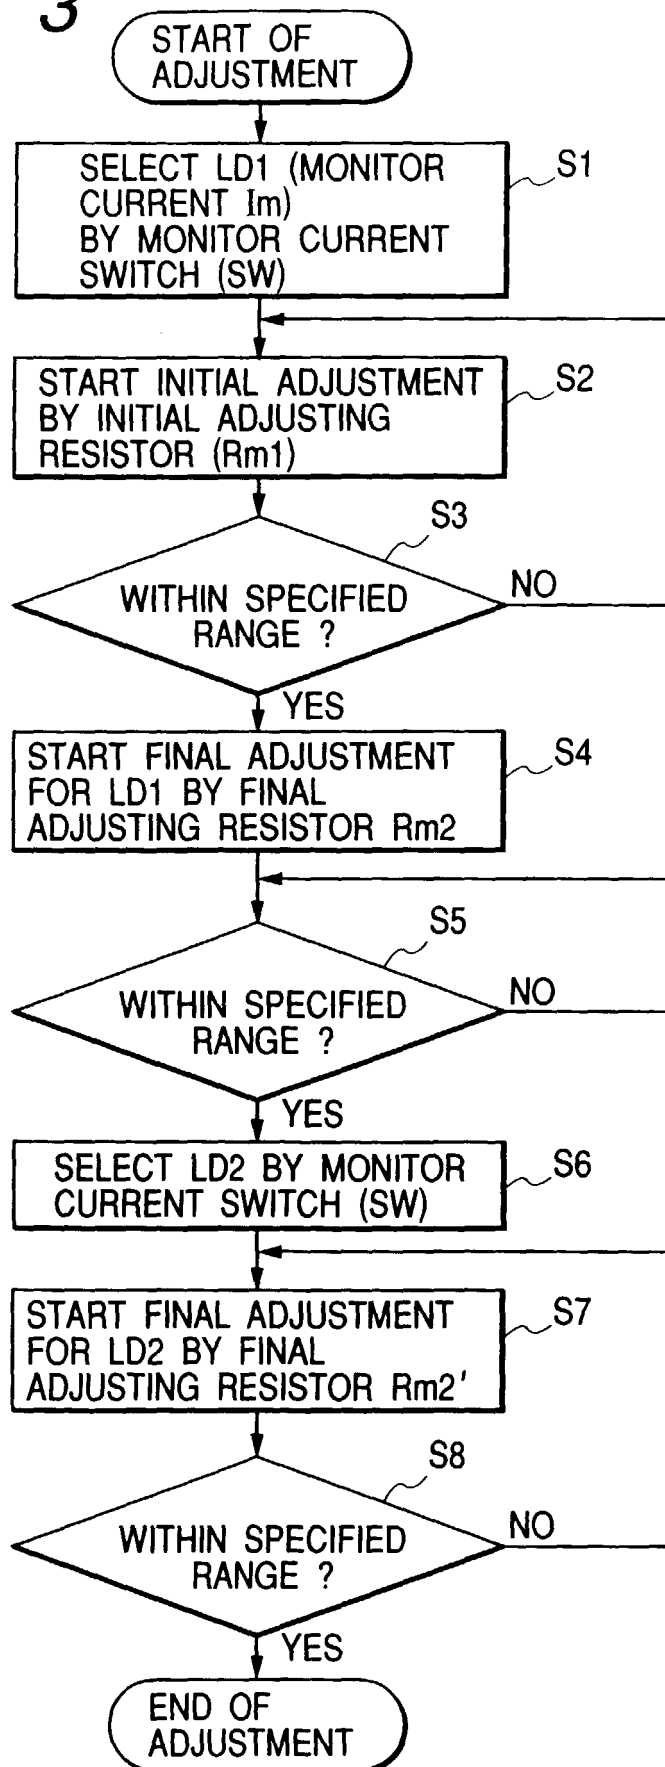 3
START OF
ADJUSTMENT
SELECT LD1 (MONITOR
CURRENT Im)
BY MONITOR CURRENT
SWITCH (SW)
S1
START INITIAL ADJUSTMENT
BY INITIAL ADJUSTING
RESISTOR (Rm1)
S2
S3
WITHIN SPECIFIED
RANGE ?
NO
YES
START FINAL ADJUSTMENT
FOR LD1 BY FINAL
ADJUSTING RESISTOR Rm2
S4
S5
WITHIN SPECIFIED
RANGE ?
NO
YES
SELECT LD2 BY MONITOR
CURRENT SWITCH (SW)
S6
START FINAL ADJUSTMENT
FOR LD2 BY FINAL
ADJUSTING RESISTOR Rm2'
S7
S8
WITHIN SPECIFIED
RANGE ?
NO
YES
END OF
ADJUSTMENT